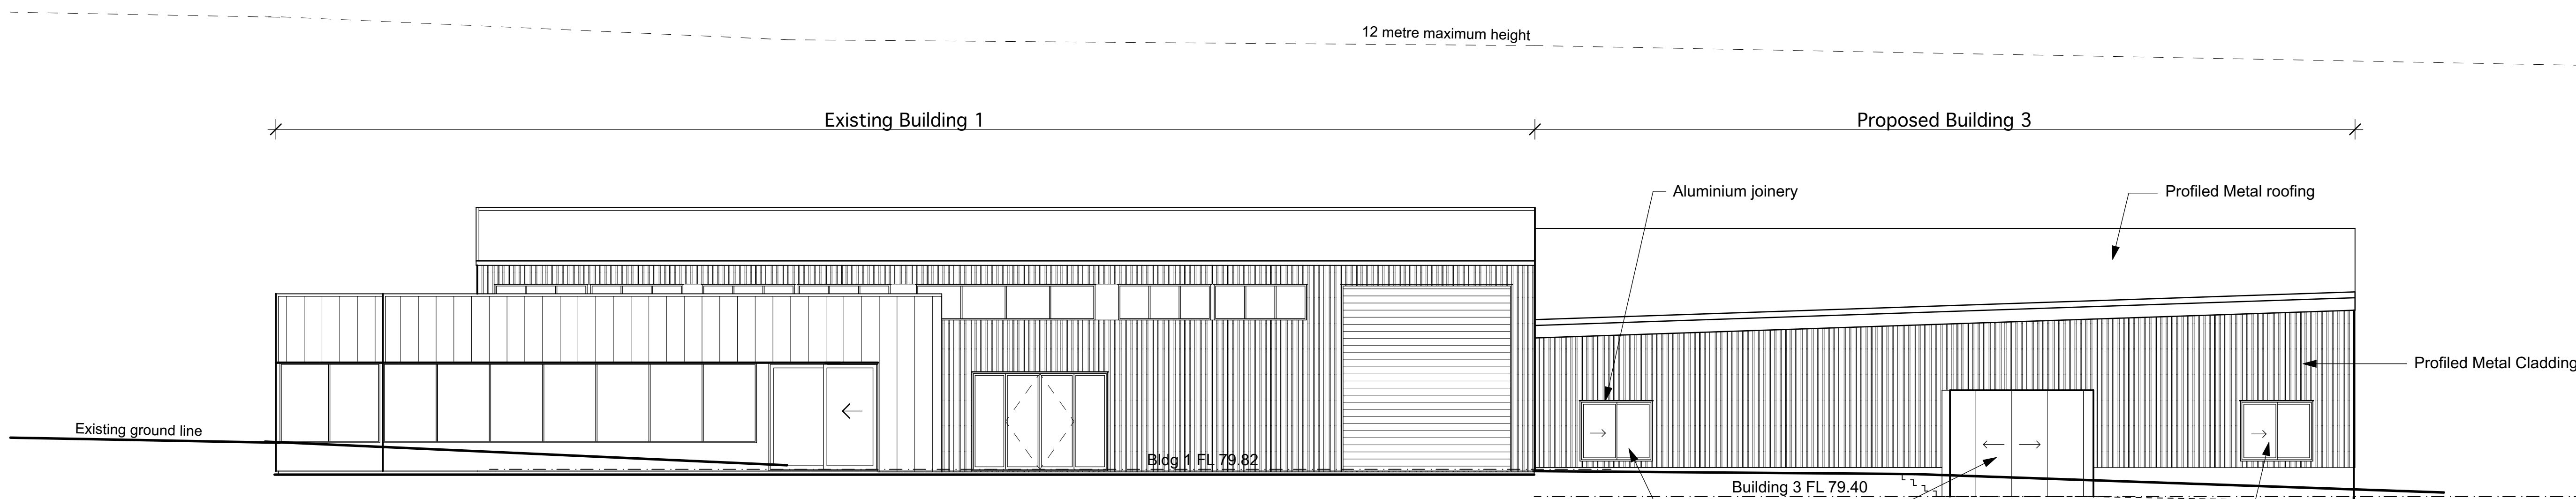 12 metre maximum height
Existing Building 1
Proposed Building 3
Aluminium joinery
Profiled Metal roofing
Profiled Metal Cladding
Existing ground line
Bldg 1 FL 79.82
Building 3 FL 79.40